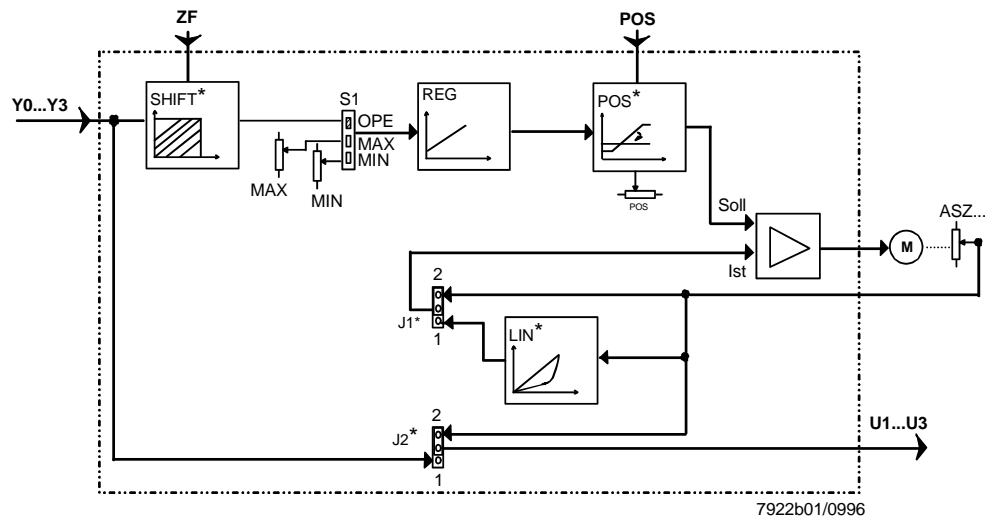 ZF
POS
Y0...Y3
SHIFT*
S1
OPE
MAX
MIN
MAX
MIN
REG
POS*
POS
Soll
Ist
M
ASZ...
2
J1*
1
LIN*
2
J2*
1
U1...U3
7922b01/0996